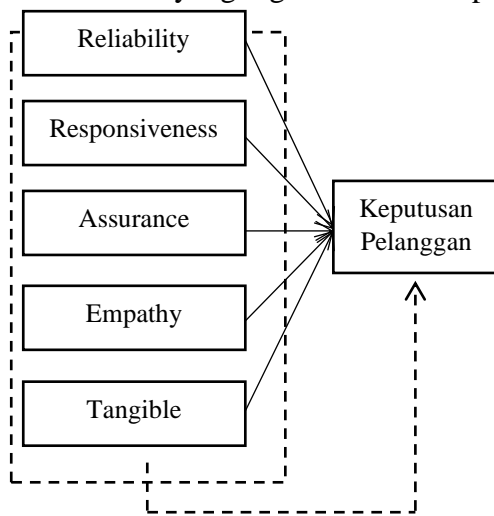 Reliability
Responsiveness
Assurance
Keputusan
Pelanggan
Empathy
Tangible